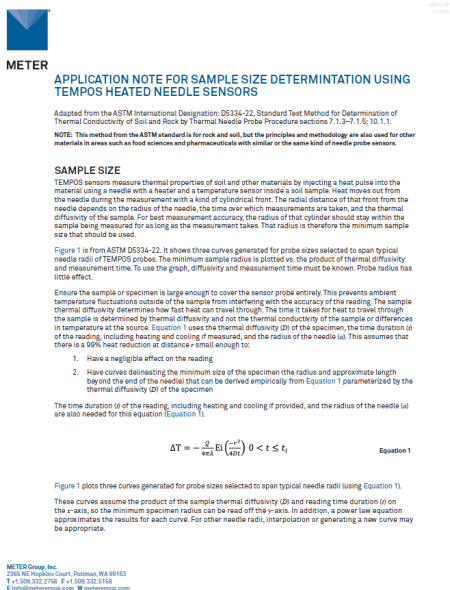 METER
APPLICATION NOTE FOR SAMPLE SIZE DETERMINTATION USING
TEMPOS HEATED NEEDLE SENSORS
Adapted from the ASTM International Designation: D5334-22, Standard Test Method for Determination of
Thermal Conductivity of Soil and Rock by Thermal Needle Probe Procedure sections 7.1.3–7.1.5; 10.1.1.
NOTE: This method from the ASTM standard is for rock and soil, but the principles and methodology are also used for other
materials in areas such as food sciences and pharmaceuticals with similar or the same kind of needle probe sensors.
SAMPLE SIZE
TEMPOS sensors measure thermal properties of soil and other materials by injecting a heat pulse into the
material using a needle with a heater and a temperature sensor inside a soil sample. Heat moves out from
the needle during the measurement with a kind of cylindrical front. The radial distance of that front from the
needle depends on the radius of the needle, the time over which measurements are taken, and the thermal
diffusivity of the sample. For best measurement accuracy, the radius of that cylinder should stay within the
sample being measured for as long as the measurement takes. That radius is therefore the minimum sample
size that should be used.
Figure 1 is from ASTM D5334-22. It shows three curves generated for probe sizes selected to span typical
needle radii of TEMPOS probes. The minimum sample radius is plotted vs. the product of thermal diffusivity
and measurement time. To use the graph, diffusivity and measurement time must be known. Probe radius has
little effect.
Ensure the sample or specimen is large enough to cover the sensor probe entirely. This prevents ambient
temperature fluctuations outside of the sample from interfering with the accuracy of the reading. The sample
thermal diffusivity determines how fast heat can travel through. The time it takes for heat to travel through
the sample is determined by thermal diffusivity and not the thermal conductivity of the sample or differences
in temperature at the source. Equation 1 uses the thermal diffusivity (D) of the specimen, the time duration (t)
of the reading, including heating and cooling if measured, and the radius of the needle (a). This assumes that
there is a 99% heat reduction at distance r small enough to:
1. Have a negligible effect on the reading
2. Have curves delineating the minimum size of the specimen (the radius and approximate length
beyond the end of the needle) that can be derived empirically from Equation 1 parameterized by the
thermal diffusivity (D) of the specimen
The time duration (t) of the reading, including heating and cooling if provided, and the radius of the needle (a)
are also needed for this equation (Equation 1).
ΔT = − Q/4πλ Ei (−r²/4Dt) 0 < t ≤ tᵢ Equation 1
Figure 1 plots three curves generated for probe sizes selected to span typical needle radii (using Equation 1).
These curves assume the product of the sample thermal diffusivity (D) and reading time duration (t) on
the x-axis, so the minimum specimen radius can be read off the y-axis. In addition, a power law equation
approximates the results for each curve. For other needle radii, interpolation or generating a new curve may
be appropriate.
METER Group, Inc.
2365 NE Hopkins Court, Pullman, WA 99163
T +1.509.332.2756 F +1.509.332.5158
E info@metergroup.com W metergroup.com